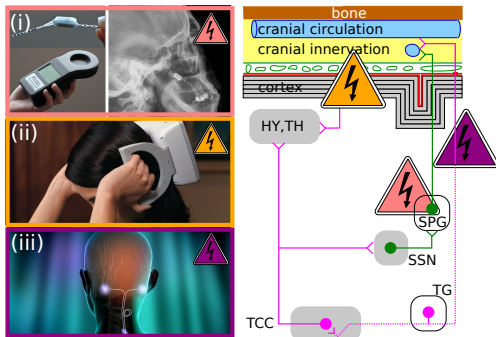 (i)
(ii)
(iii)
bone
cranial circulation
cranial innervation
cortex
HY,TH
SPG
SSN
TG
TCC